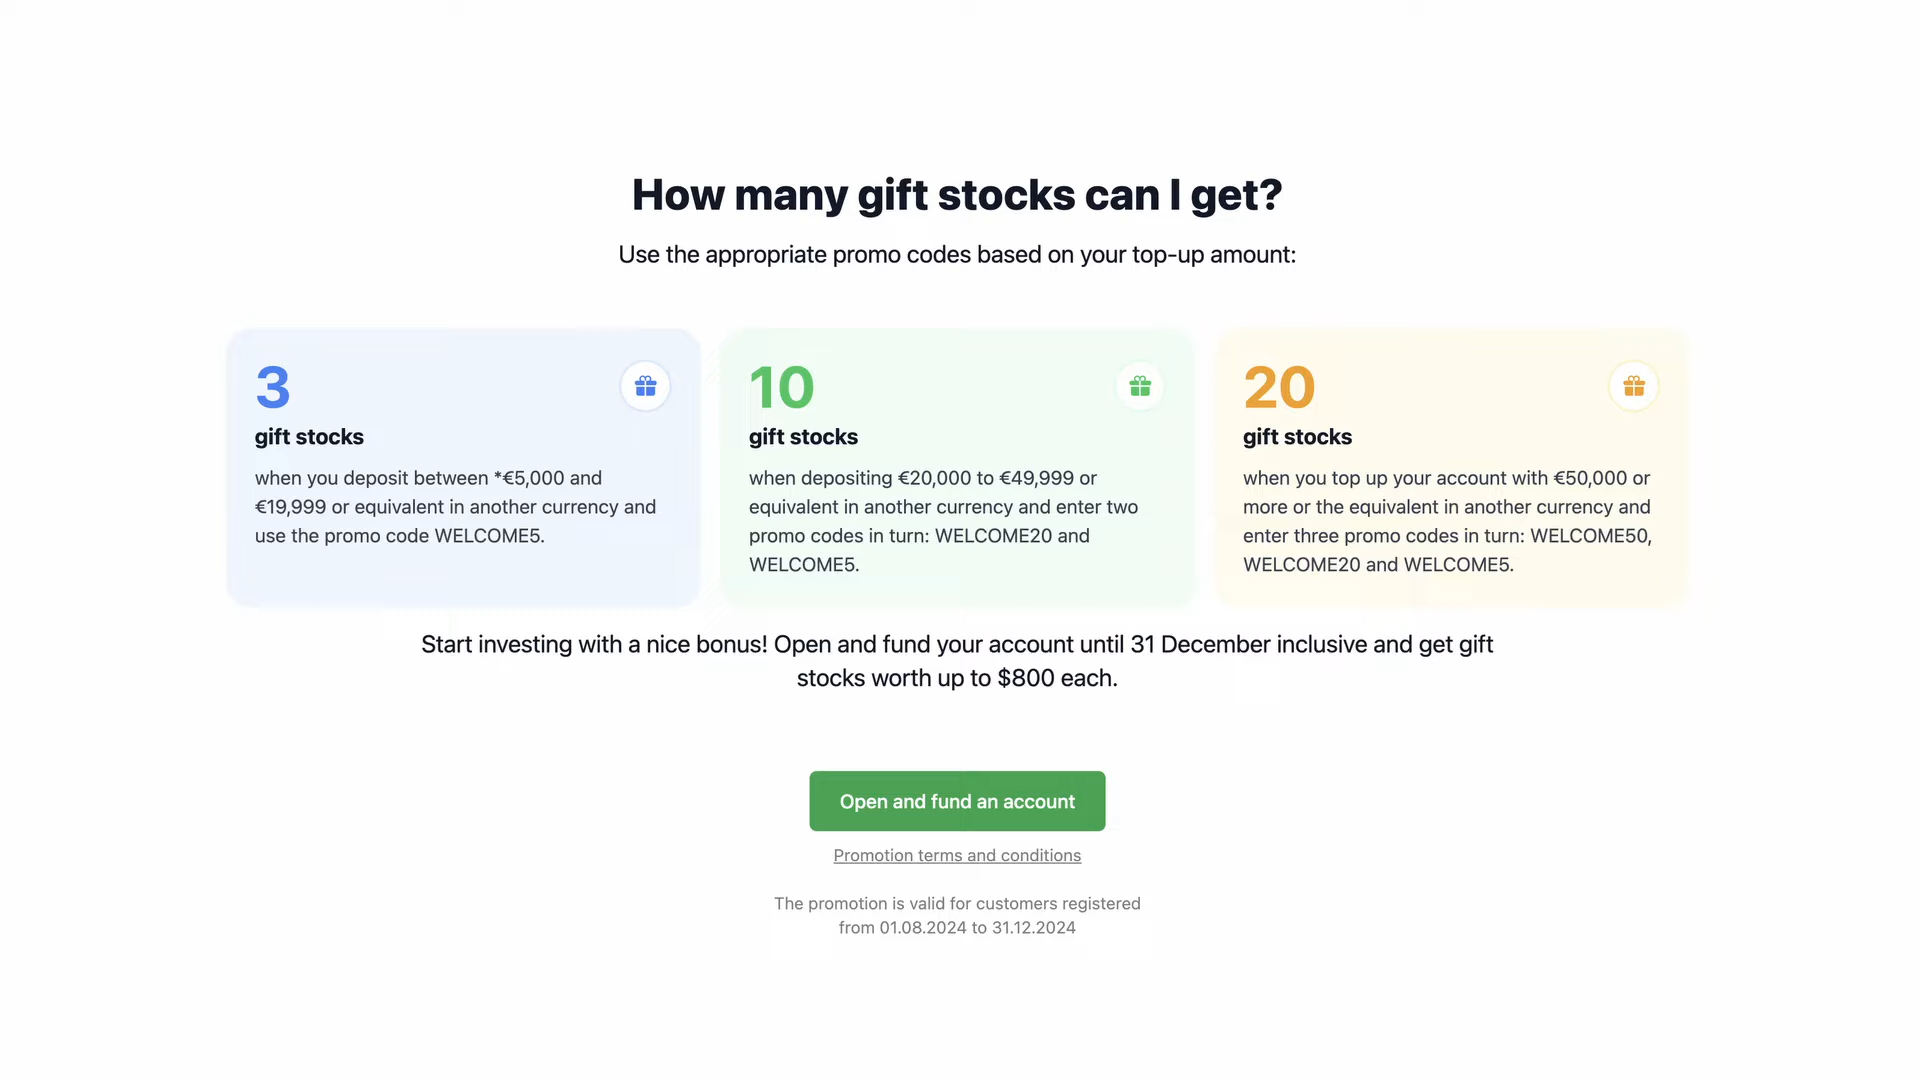 How many gift stocks can I get?
Use the appropriate promo codes based on your top-up amount:
3
gift stocks
when you deposit between *€5,000 and
€19,999 or equivalent in another currency and
use the promo code WELCOME5.
10
gift stocks
when depositing €20,000 to €49,999 or
equivalent in another currency and enter two
promo codes in turn: WELCOME20 and
WELCOME5.
20
gift stocks
when you top up your account with €50,000 or
more or the equivalent in another currency and
enter three promo codes in turn: WELCOME50,
WELCOME20 and WELCOME5.
Start investing with a nice bonus! Open and fund your account until 31 December inclusive and get gift
stocks worth up to $800 each.
Open and fund an account
Promotion terms and conditions
The promotion is valid for customers registered
from 01.08.2024 to 31.12.2024